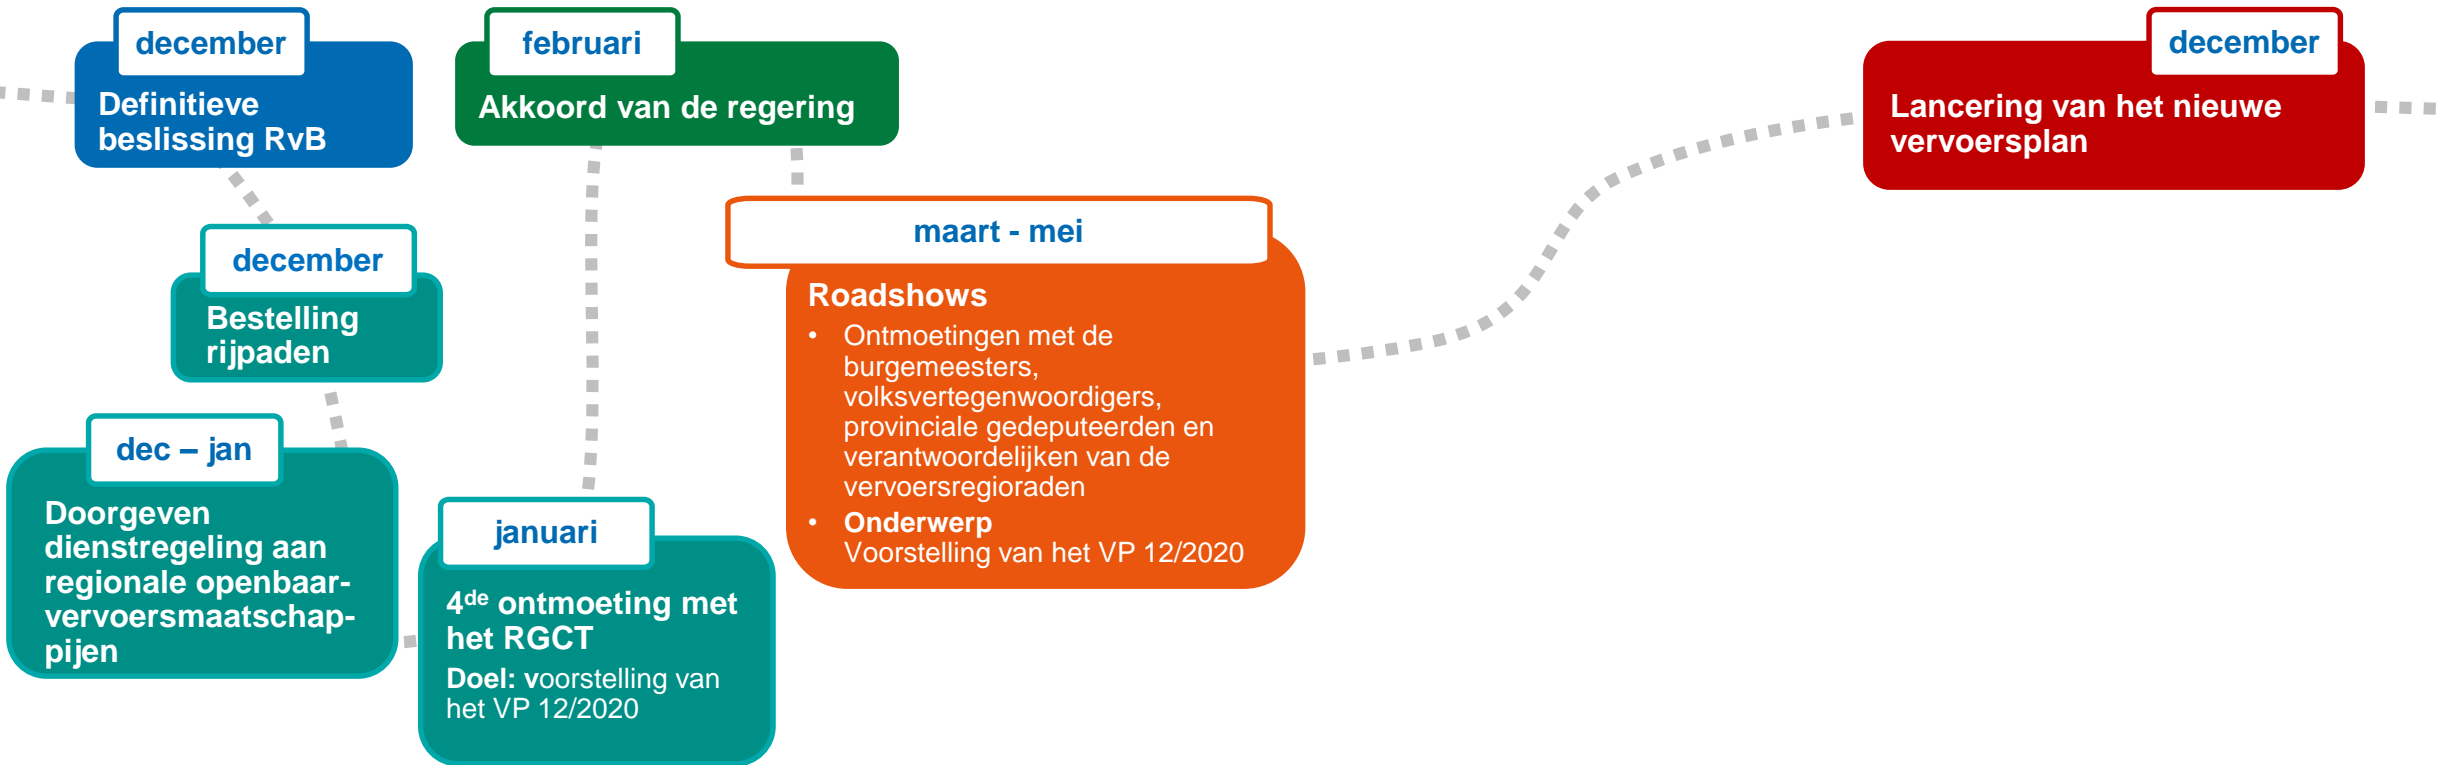 december
Definitieve
beslissing RvB
december
Bestelling
rijpaden
dec – jan
Doorgeven
dienstregeling aan
regionale openbaar-
vervoersmaatschap-
pijen
januari
4de ontmoeting met
het RGCT
Doel: voorstelling van
het VP 12/2020
februari
Akkoord van de regering
maart - mei
Roadshows
• Ontmoetingen met de
burgemeesters,
volksvertegenwoordigers,
provinciale gedeputeerden en
verantwoordelijken van de
vervoersregioraden
• Onderwerp
Voorstelling van het VP 12/2020
december
Lancering van het nieuwe
vervoersplan